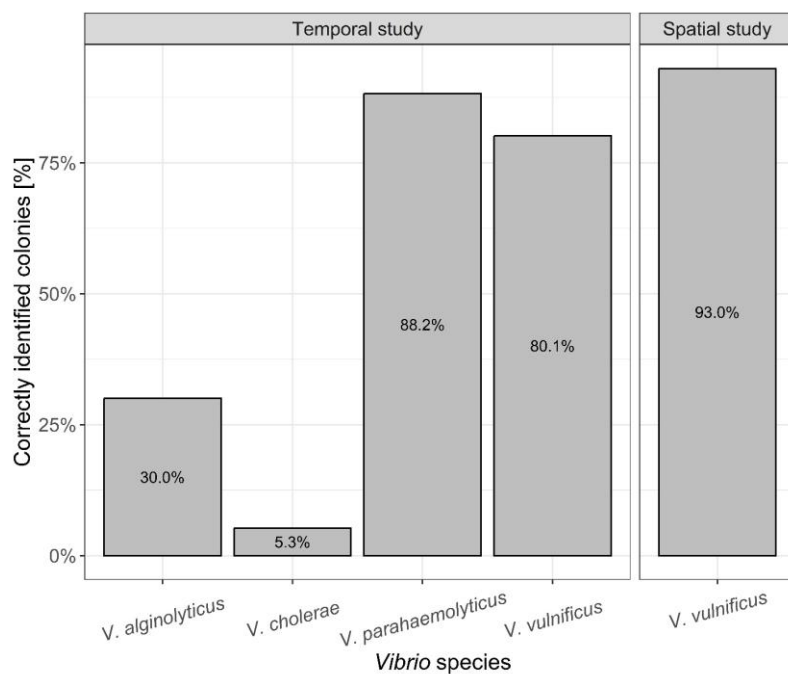 Temporal study
Spatial study
Correctly identified colonies [%]
75%
50%
25%
0%
30.0%
5.3%
88.2%
80.1%
93.0%
V. alginolyticus
V. cholerae
V. parahaemolyticus
V. vulnificus
V. vulnificus
Vibrio species